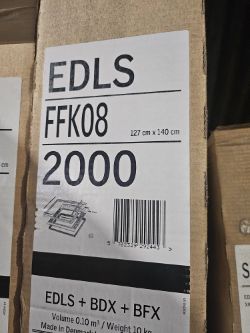 EDLS
FFK08
127 cm x 140 cm
2000
EDLS + BDX + BFX
Volume 0.10 m³ / Weight 10 kg
Made in Denmark
S